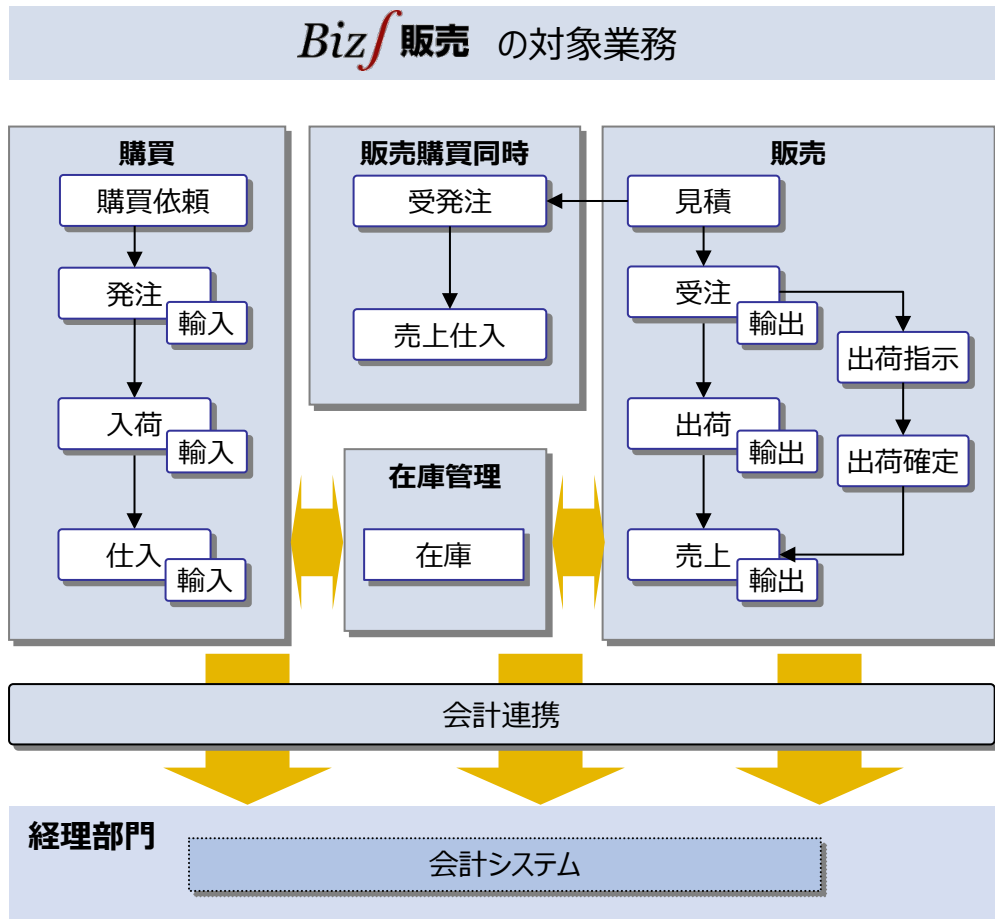 Biz∫ 販売 の対象業務
購買
購買依頼
発注
輸入
入荷
輸入
仕入
輸入
販売購買同時
受発注
売上仕入
在庫管理
在庫
販売
見積
受注
輸出
出荷指示
出荷
輸出
出荷確定
売上
輸出
会計連携
経理部門
会計システム